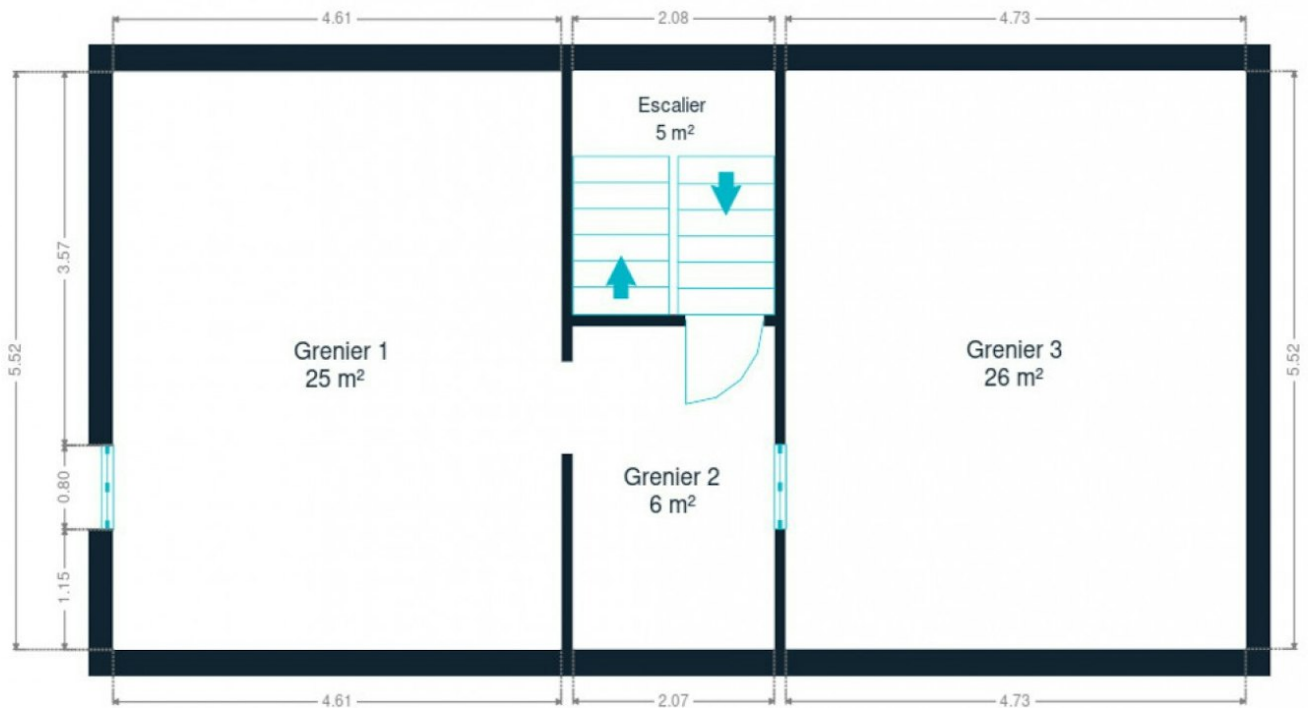 4.61
2.08
4.73
Escalier
5 m²
3.57
5.52
5.52
Grenier 1
25 m²
Grenier 3
26 m²
0.80
Grenier 2
6 m²
1.15
4.61
2.07
4.73